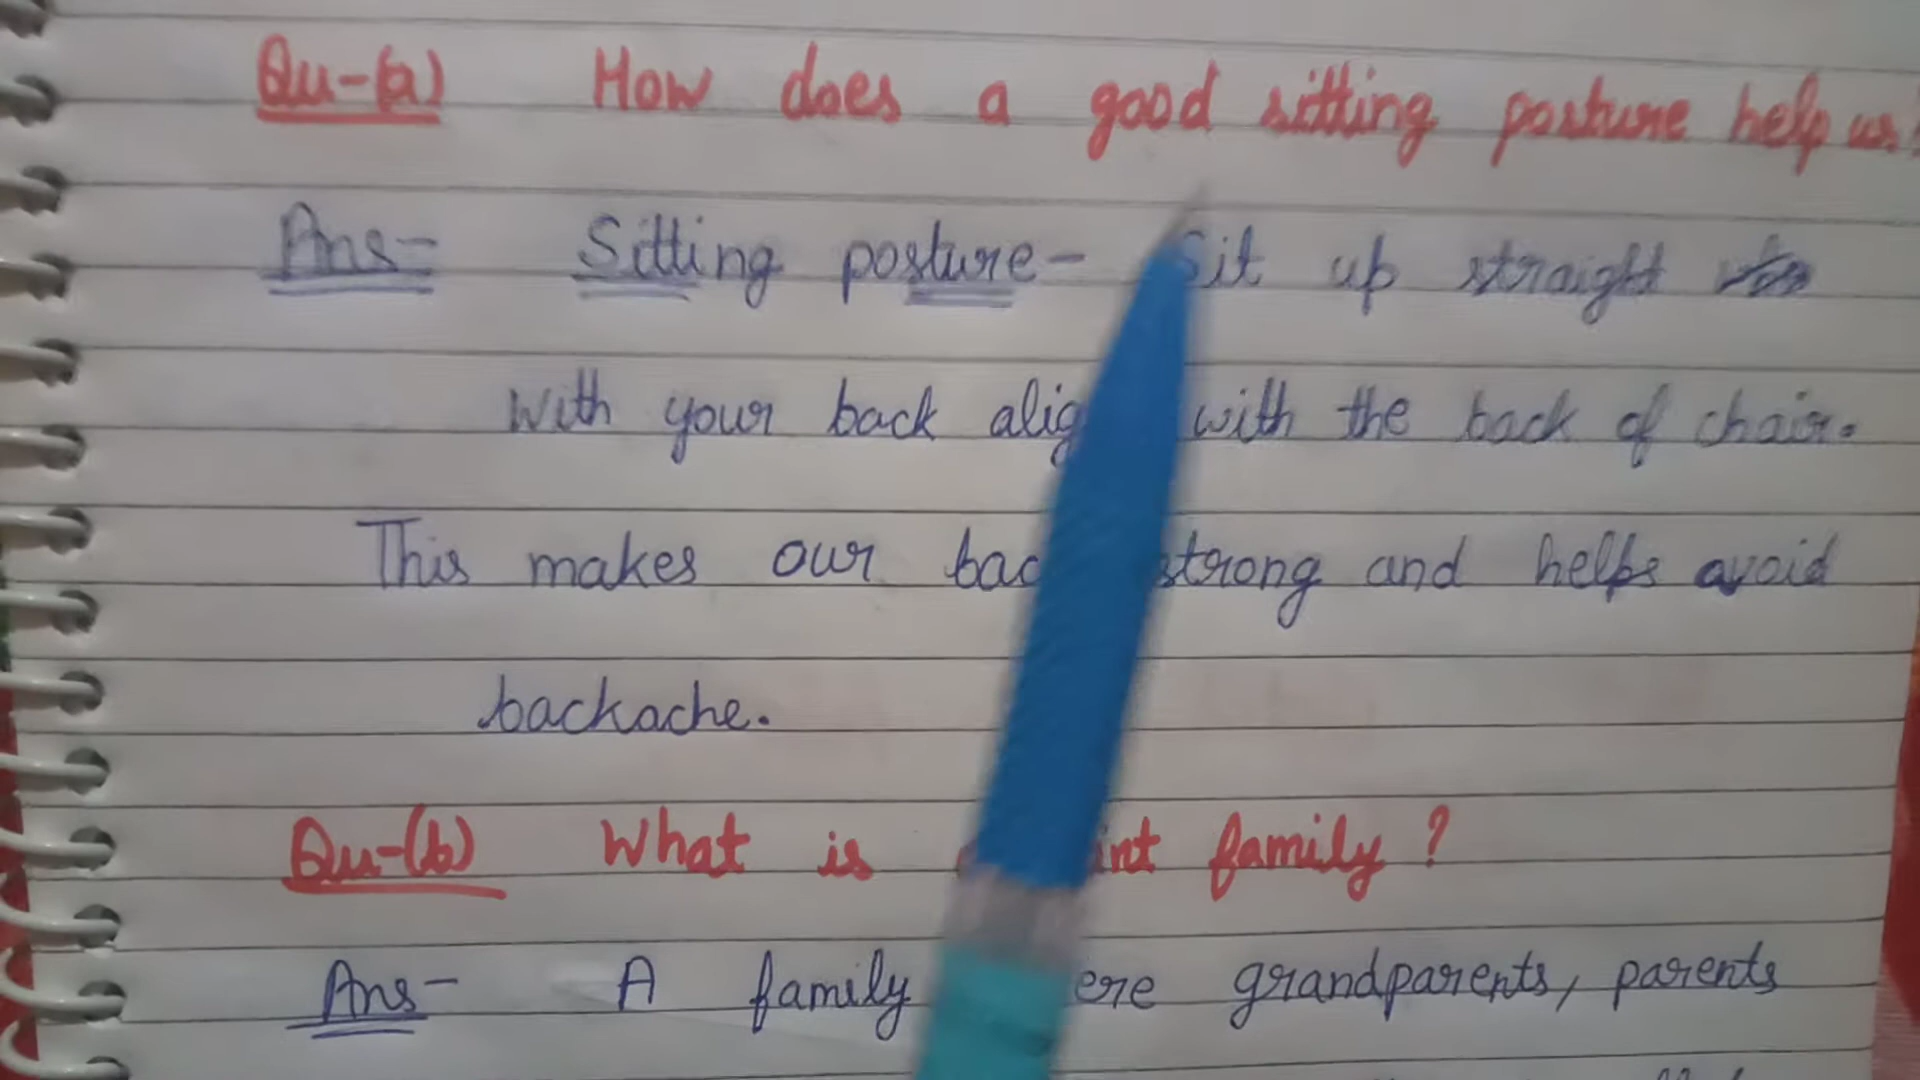 Qu-(a) How does a good sitting posture help us
Ans- Sitting posture- Sit up straight
with your back alig with the back of chair.
This makes our bac strong and helps avoid
backache.
Qu-(b) What is int family?
Ans- A family ere grandparents, parents